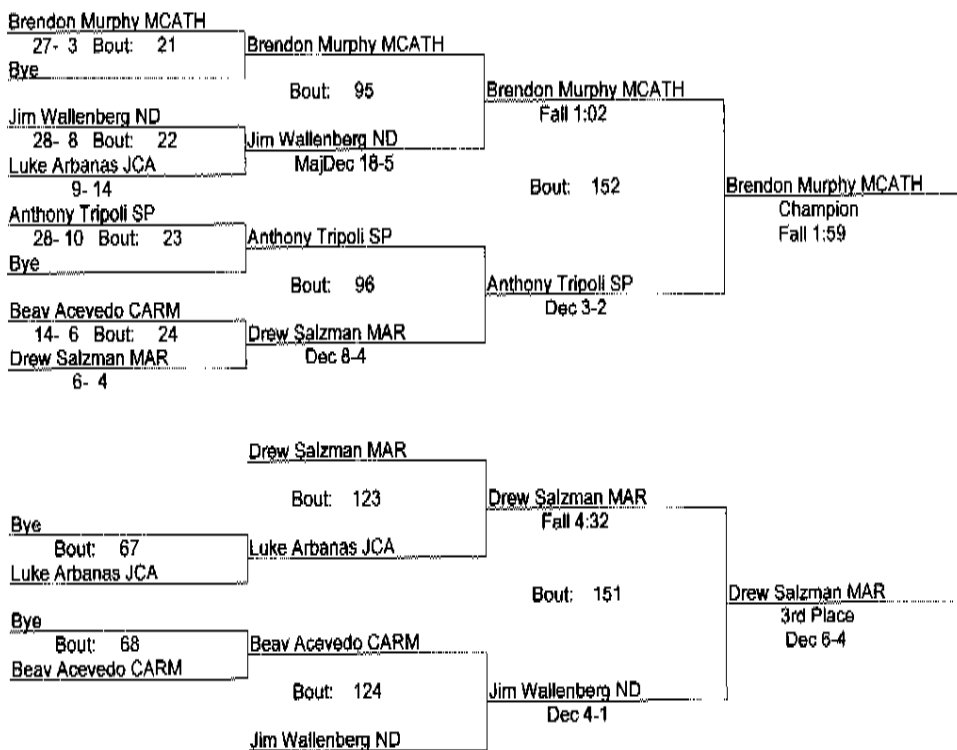 Brendon Murphy MCATH
27- 3 Bout: 21
Bye
Brendon Murphy MCATH
Bout: 95
Jim Wallenberg ND
28- 8 Bout: 22
Luke Arbanas JCA
9- 14
Jim Wallenberg ND
MajDec 18-5
Brendon Murphy MCATH
Fall 1:02
Anthony Tripoli SP
28- 10 Bout: 23
Bye
Anthony Tripoli SP
Bout: 96
Beav Acevedo CARM
14- 6 Bout: 24
Drew Salzman MAR
6- 4
Drew Salzman MAR
Dec 8-4
Anthony Tripoli SP
Dec 3-2
Bout: 152
Brendon Murphy MCATH
Champion
Fall 1:59
Drew Salzman MAR
Bout: 123
Bye
Bout: 67
Luke Arbanas JCA
Luke Arbanas JCA
Drew Salzman MAR
Fall 4:32
Bout: 151
Bye
Bout: 68
Beav Acevedo CARM
Beav Acevedo CARM
Bout: 124
Jim Wallenberg ND
Jim Wallenberg ND
Dec 4-1
Drew Salzman MAR
3rd Place
Dec 6-4